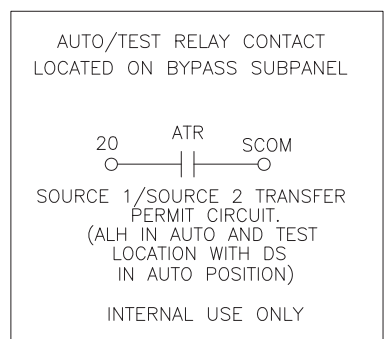 AUTO/TEST RELAY CONTACT
LOCATED ON BYPASS SUBPANEL
20 ATR SCOM
SOURCE 1/SOURCE 2 TRANSFER
PERMIT CIRCUIT.
(ALH IN AUTO AND TEST
LOCATION WITH DS
IN AUTO POSITION)
INTERNAL USE ONLY